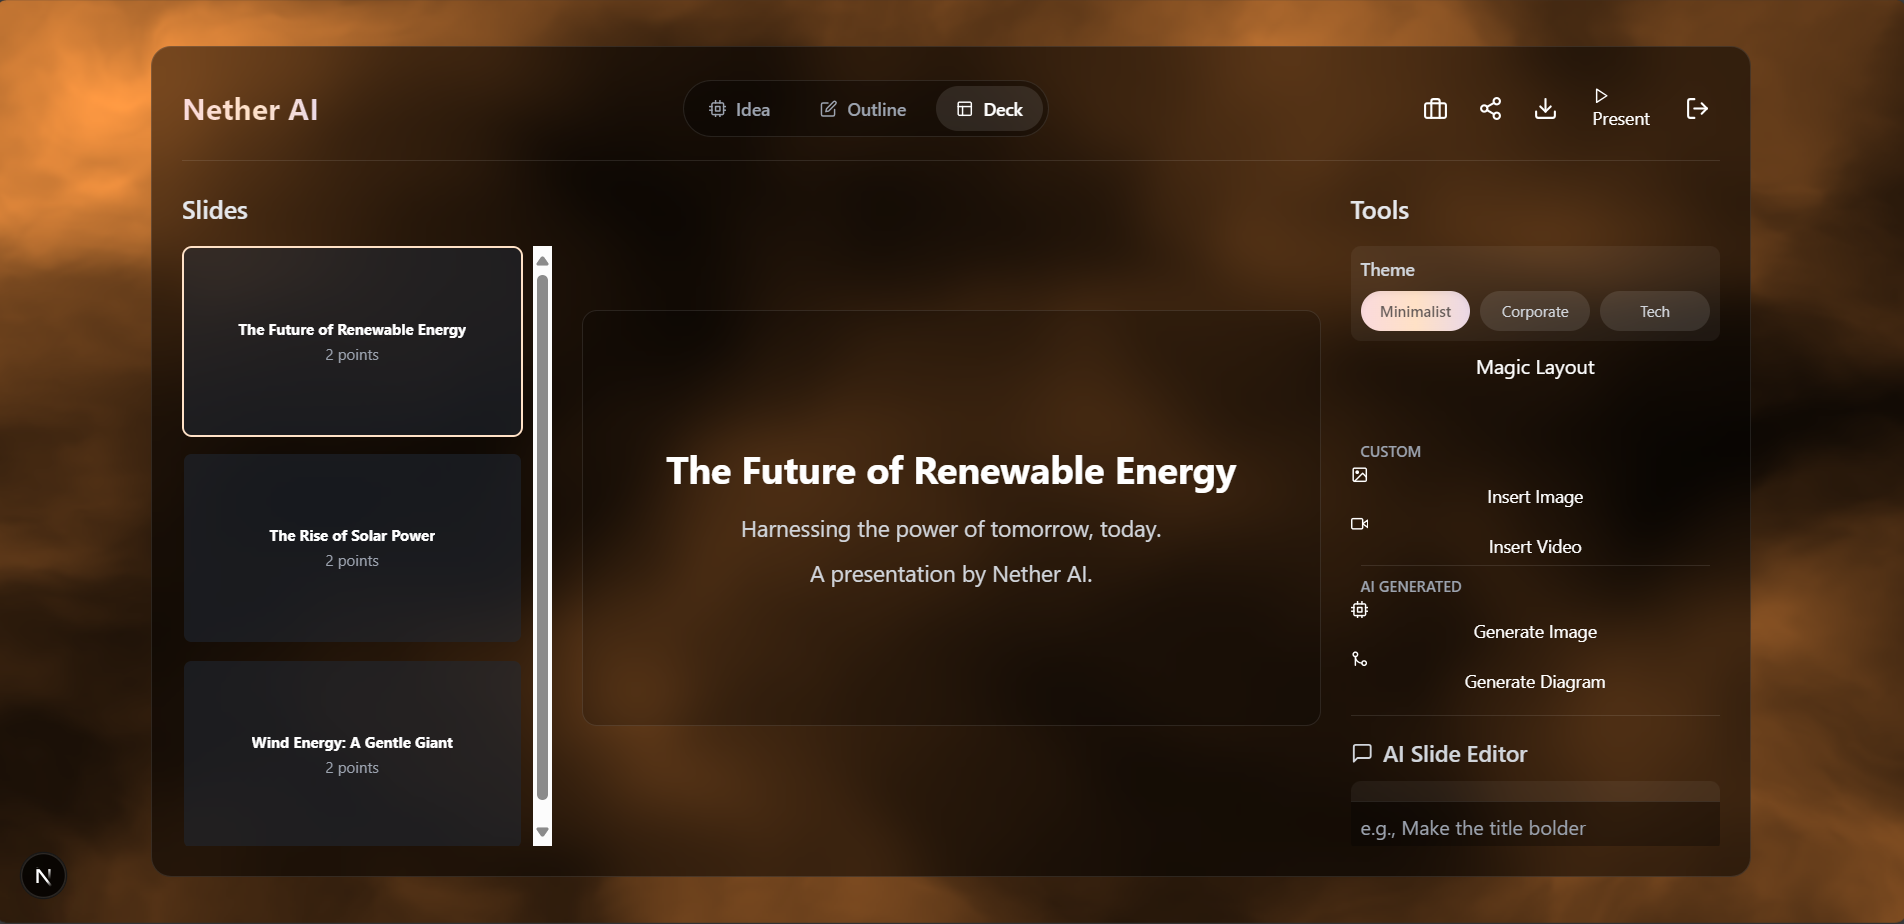 Nether AI
Idea
Outline
Deck
Present
Slides
The Future of Renewable Energy
2 points
The Rise of Solar Power
2 points
Wind Energy: A Gentle Giant
2 points
The Future of Renewable Energy
Harnessing the power of tomorrow, today.
A presentation by Nether AI.
Tools
Theme
Minimalist
Corporate
Tech
Magic Layout
CUSTOM
Insert Image
Insert Video
AI GENERATED
Generate Image
Generate Diagram
AI Slide Editor
e.g., Make the title bolder
N